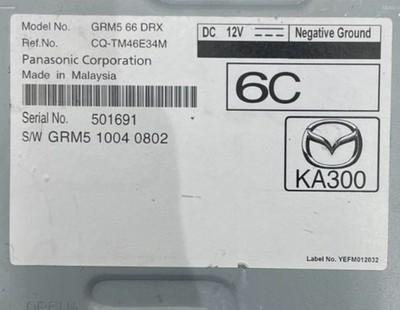 Model No. GRM5 66 DRX
Ref.No. CQ-TM46E34M
Panasonic Corporation
Made in Malaysia
DC 12V Negative Ground
6C
Serial No. 501691
S/W GRM5 1004 0802
KA300
Label No. YEFM012032